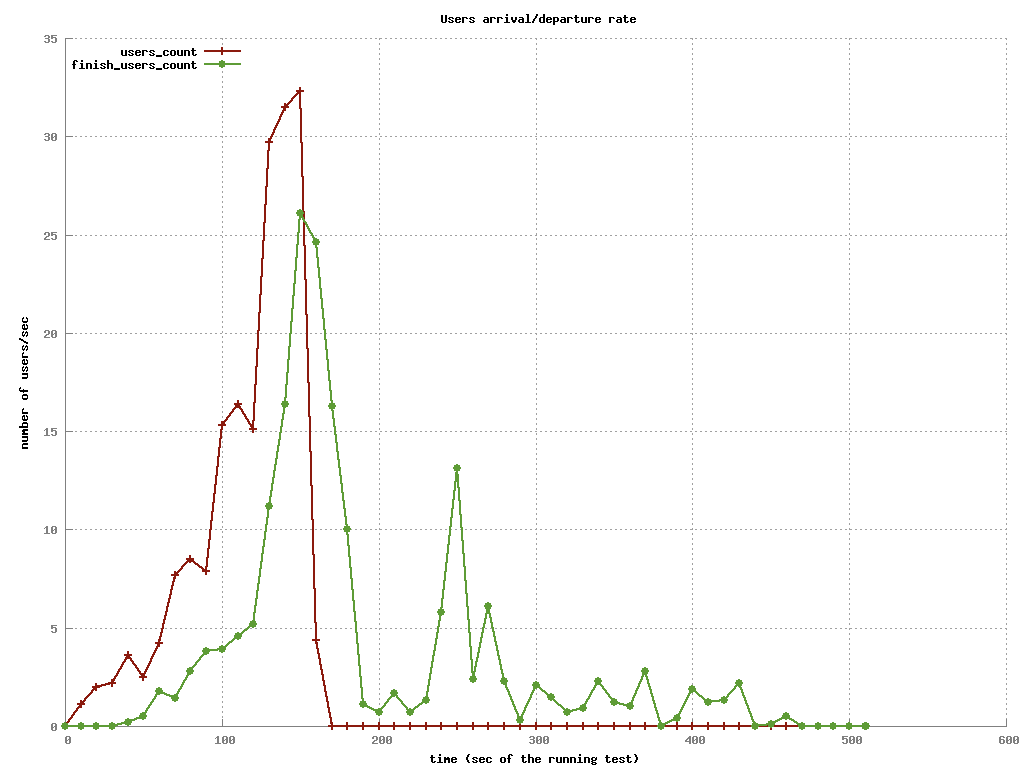 Users arrival/departure rate
users_count
finish_users_count
35
30
25
20
15
10
5
0
number of users/sec
0 100 200 300 400 500 600
time (sec of the running test)